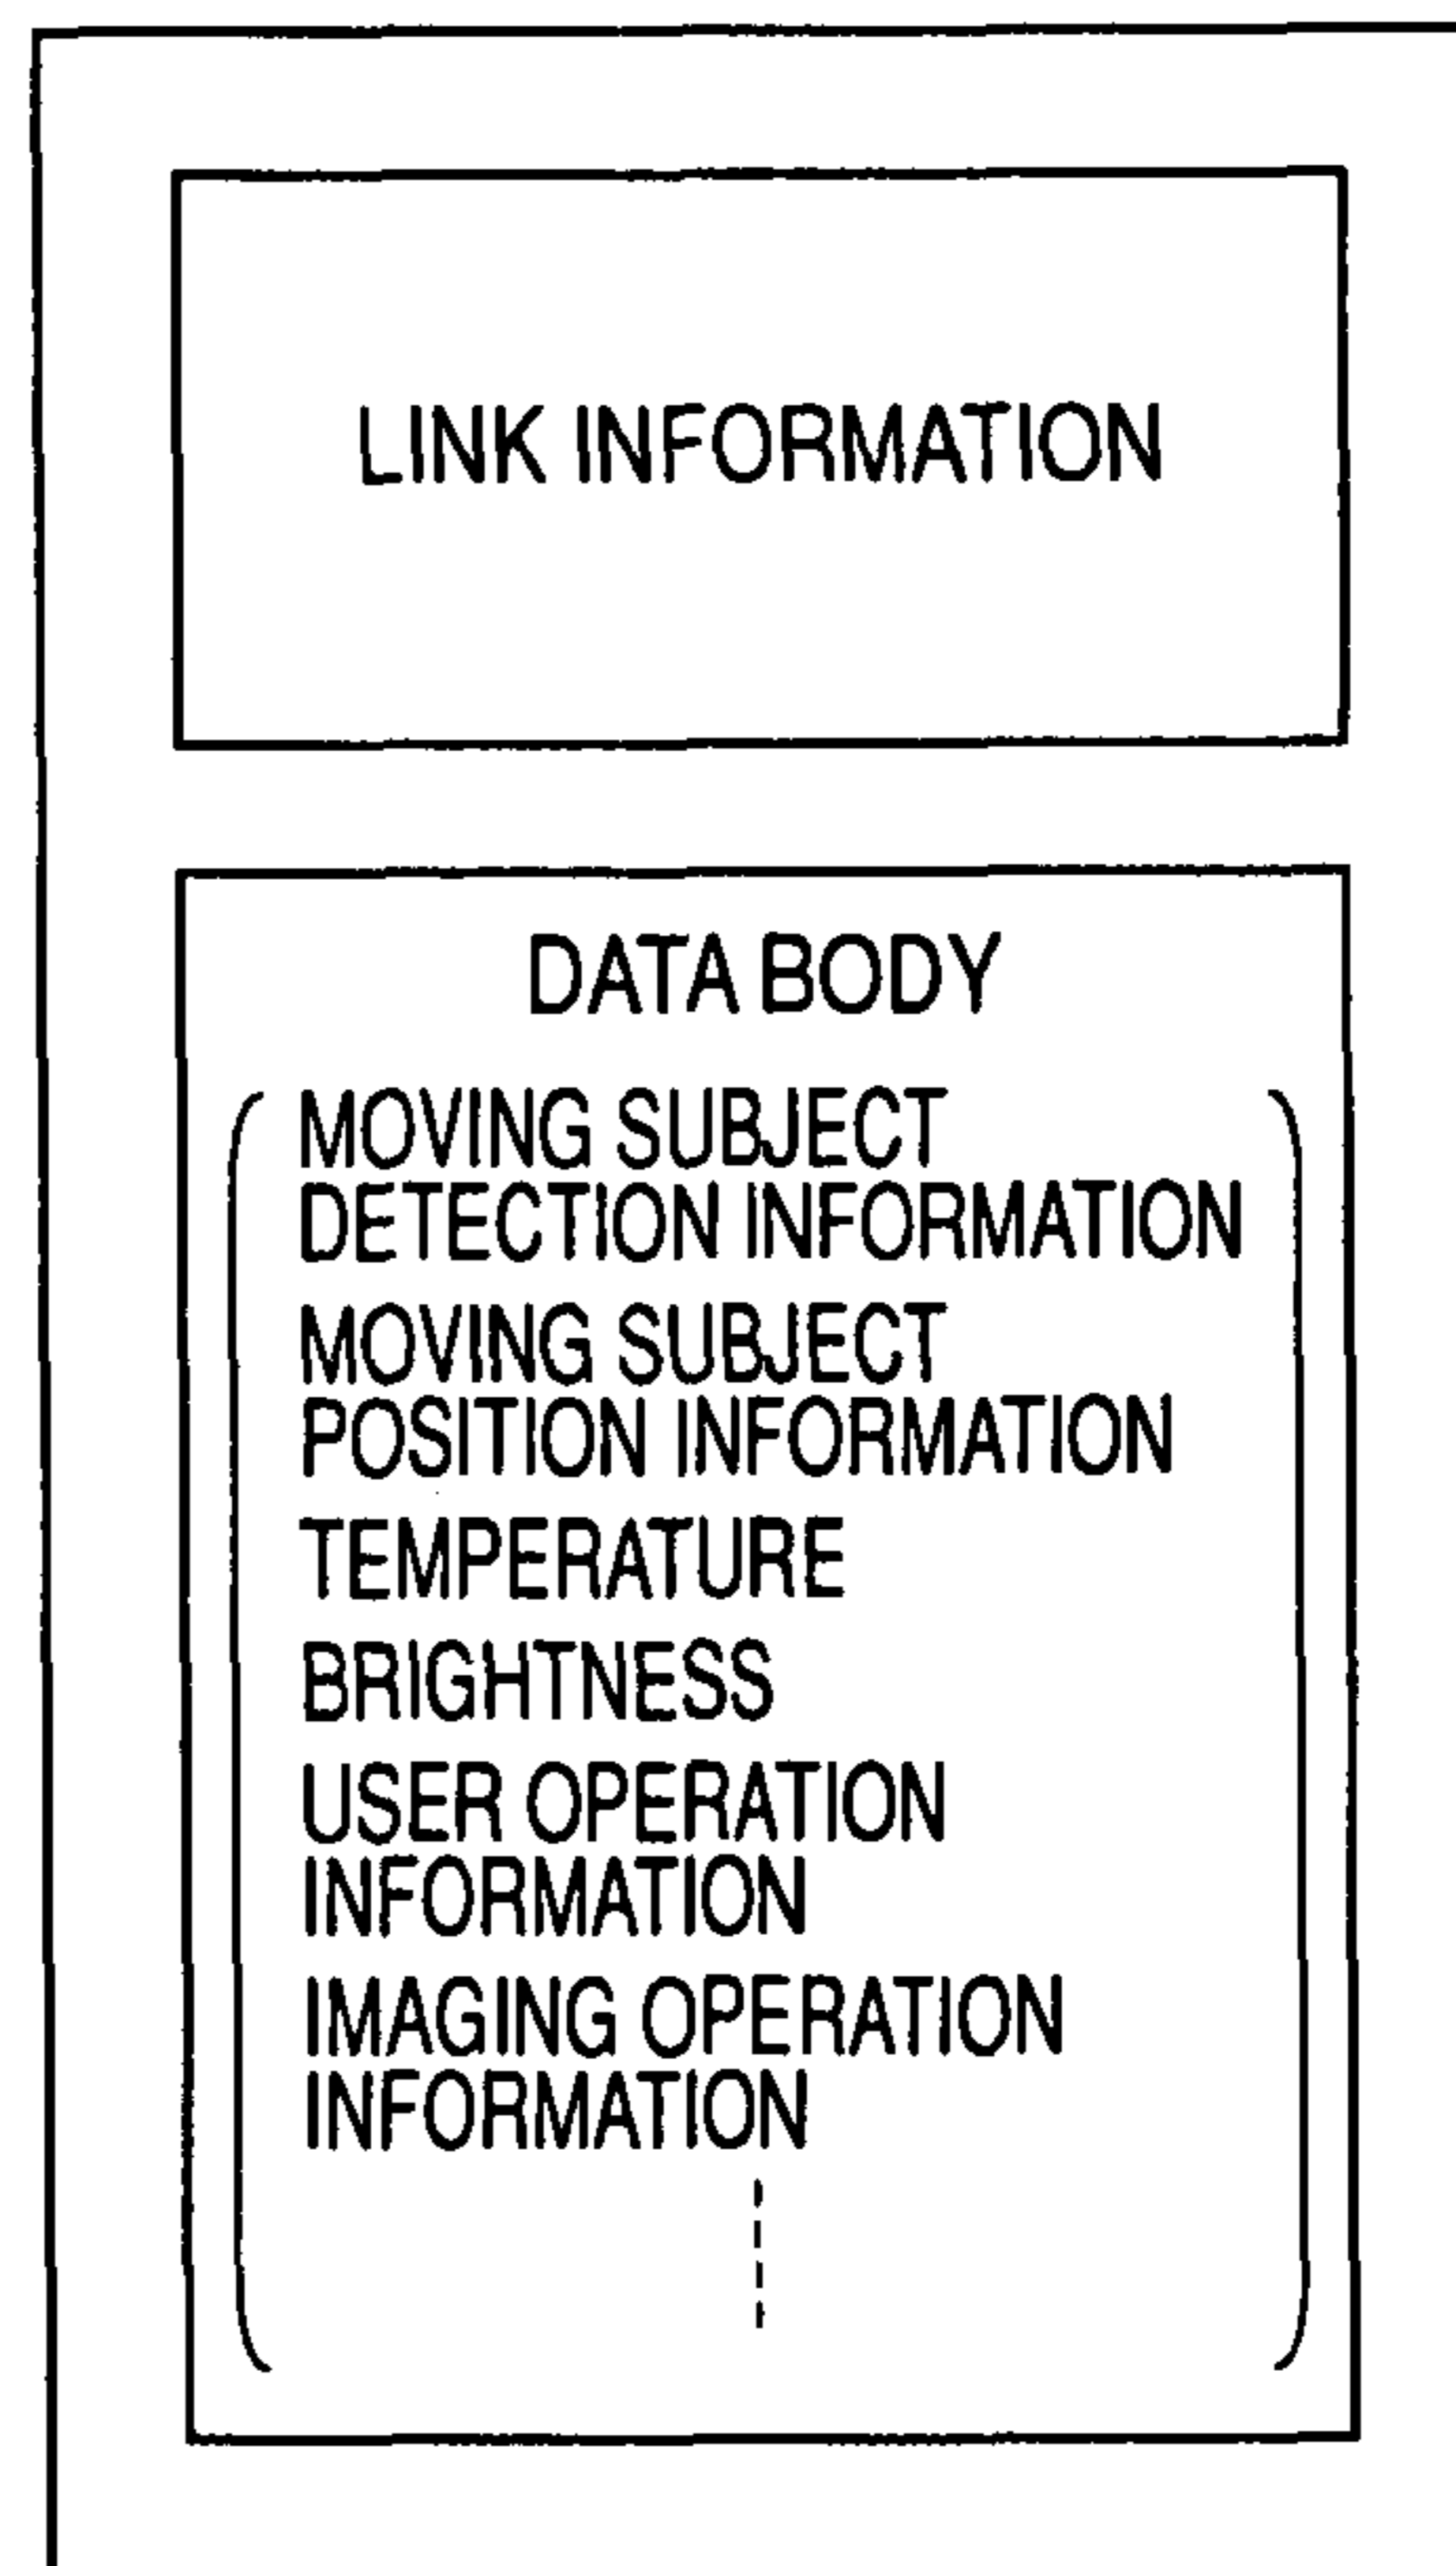 LINK INFORMATION
DATA BODY
MOVING SUBJECT
DETECTION INFORMATION
MOVING SUBJECT
POSITION INFORMATION
TEMPERATURE
BRIGHTNESS
USER OPERATION
INFORMATION
IMAGING OPERATION
INFORMATION